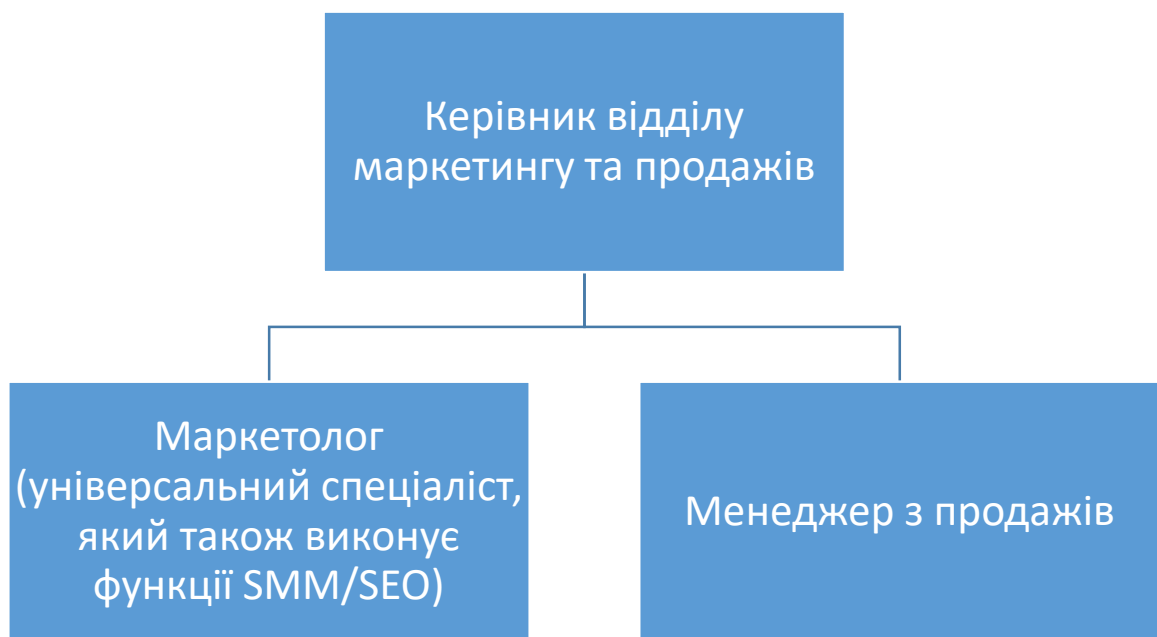 Керівник відділу
маркетингу та продажів
Маркетолог
(універсальний спеціаліст,
який також виконує
функції SMM/SEO)
Менеджер з продажів